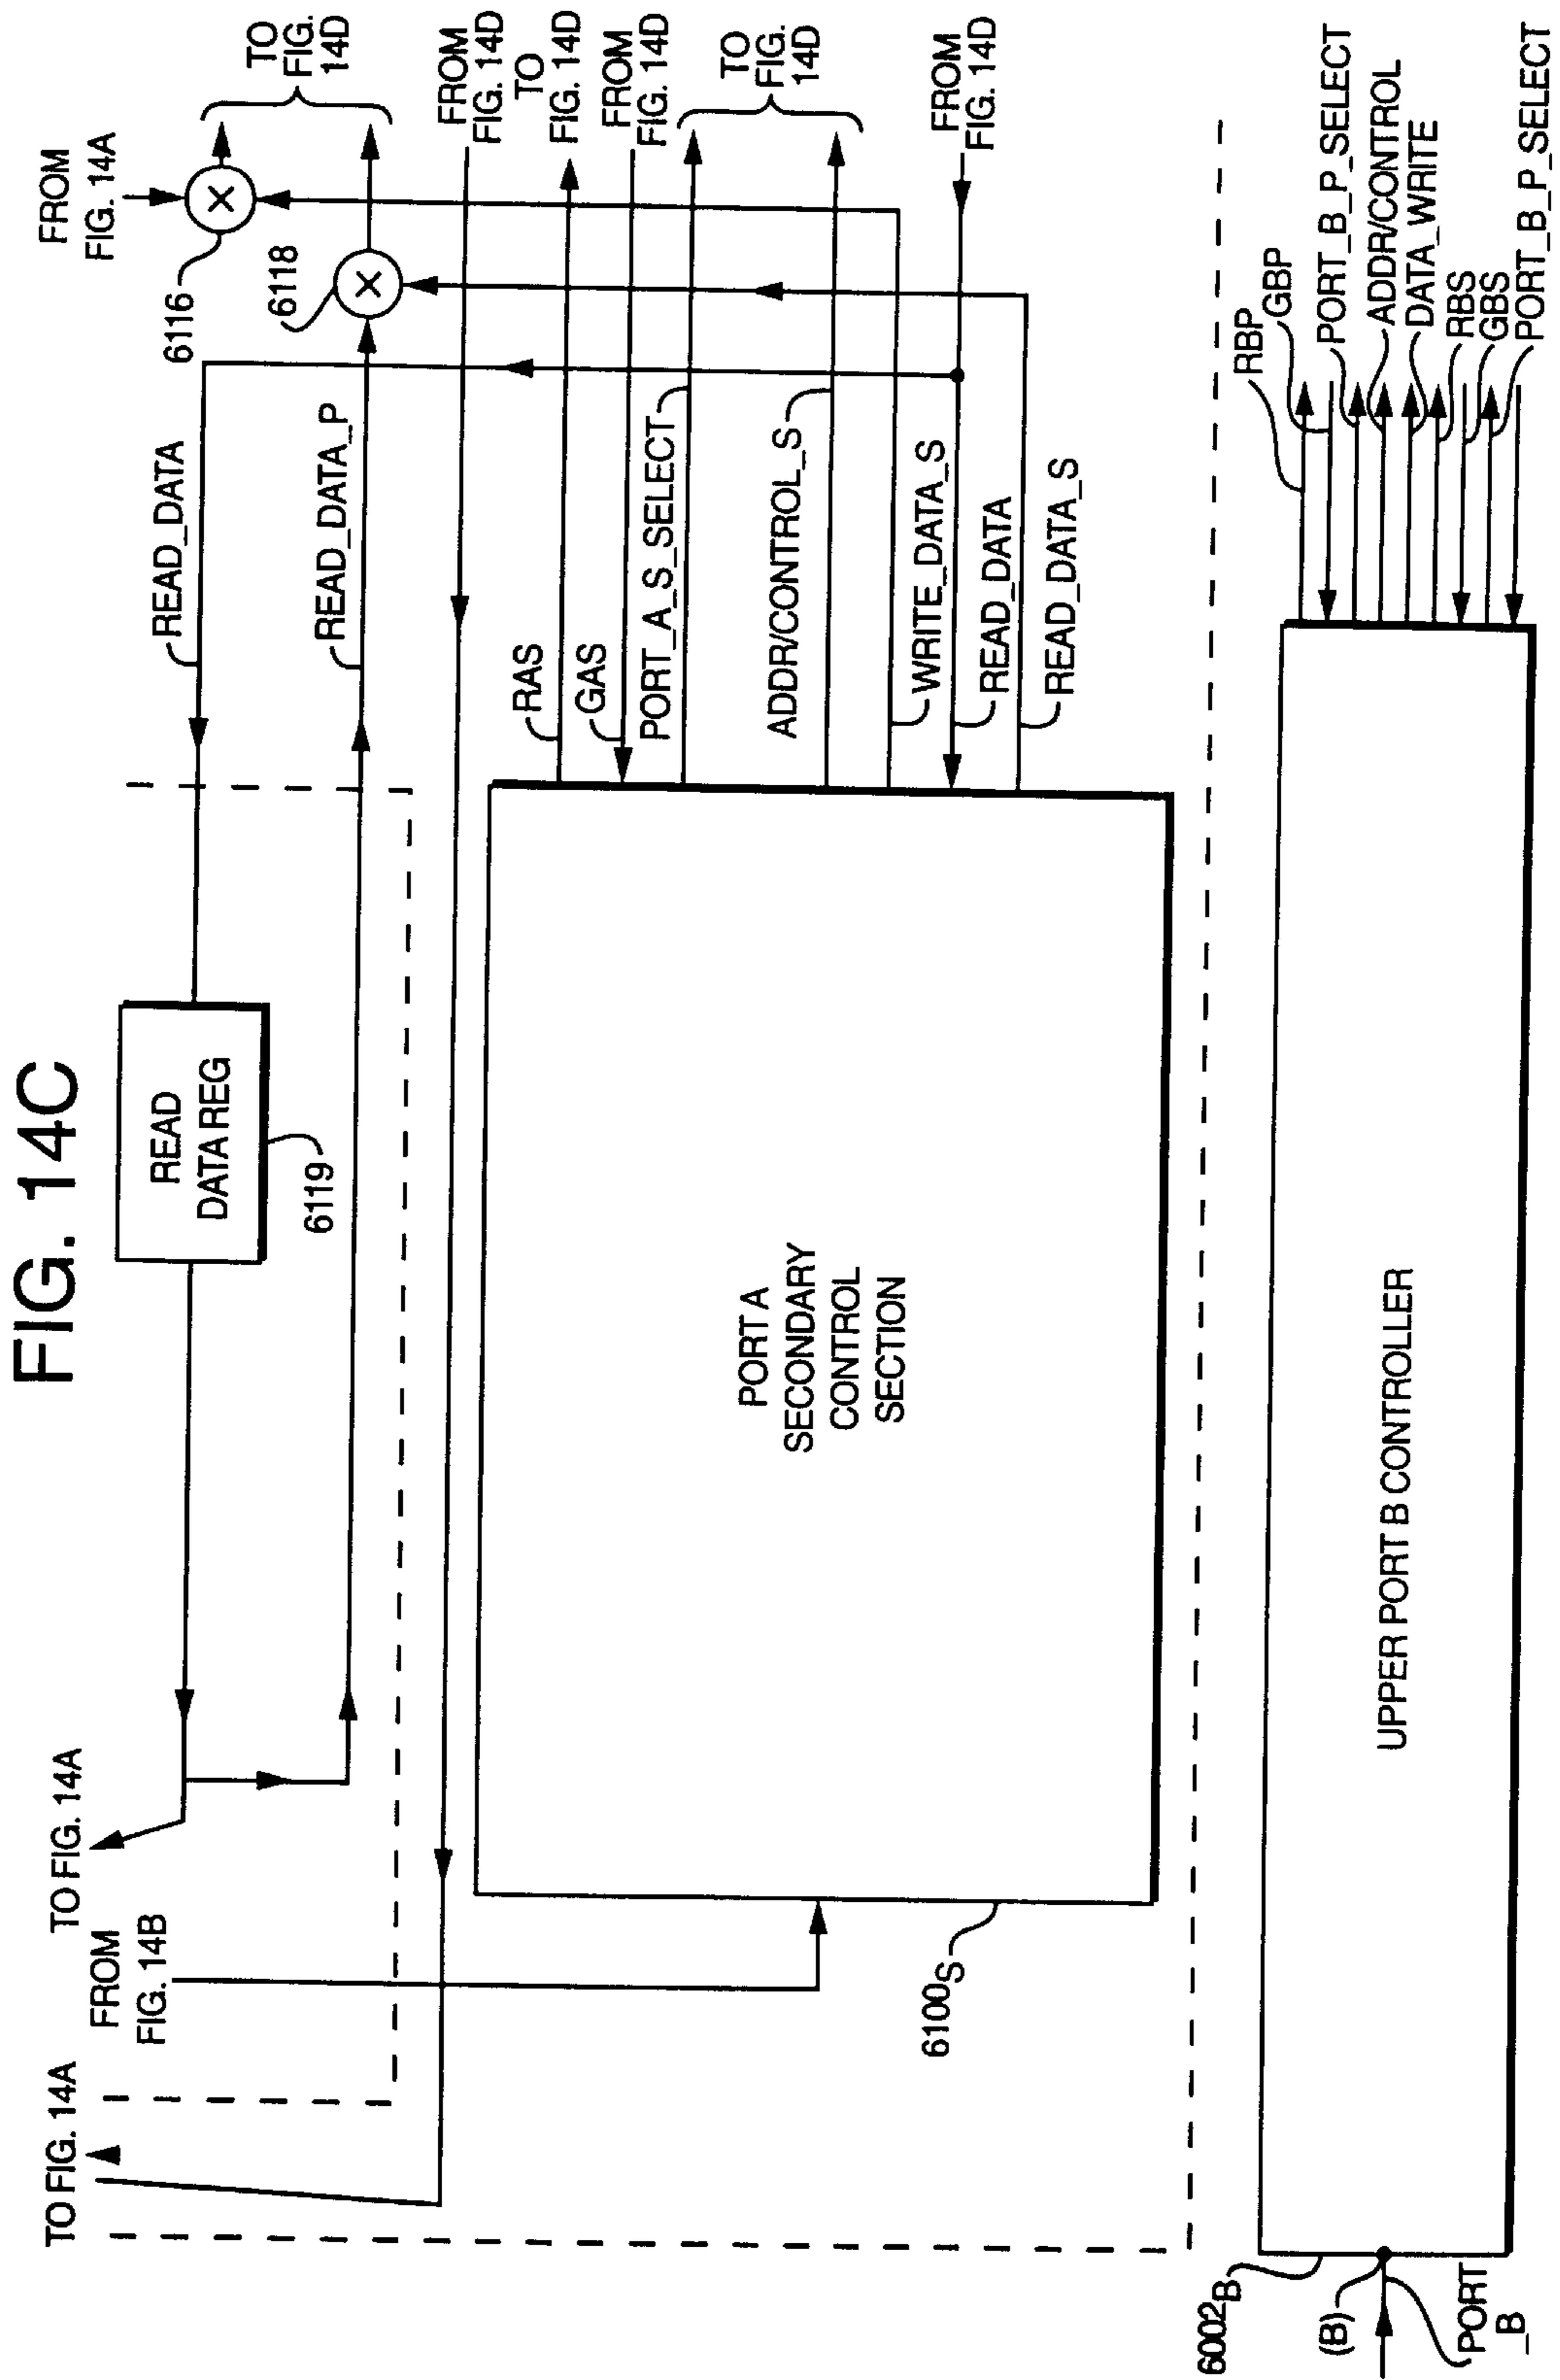 FIG. 14C
TO FIG. 14A
FROM
FIG. 14B
TO FIG. 14A
READ
DATA REG
6119
READ_DATA
READ_DATA_P
FROM
FIG. 14A
6116
6118
TO
FIG.
14D
FROM
FIG. 14D
TO
FIG. 14D
FROM
FIG. 14D
TO
FIG.
14D
FROM
FIG. 14D
RAS
GAS
PORT_A_S_SELECT
ADDR/CONTROL_S
WRITE_DATA_S
READ_DATA
READ_DATA_S
PORT A
SECONDARY
CONTROL
SECTION
6100S
6002B
(B)
PORT
_B
UPPER PORT B CONTROLLER
RBP
GBP
PORT_B_P_SELECT
ADDR/CONTROL
DATA_WRITE
RBS
GBS
PORT_B_P_SELECT